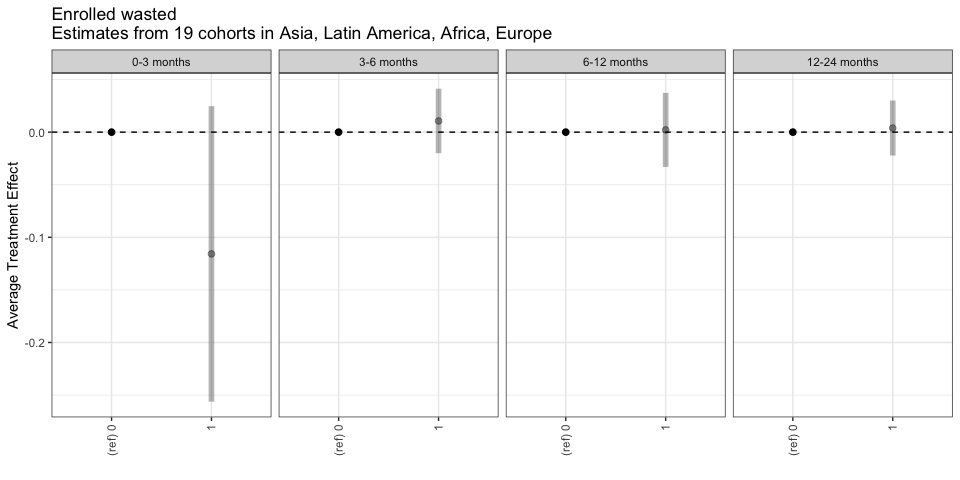 Enrolled wasted
Estimates from 19 cohorts in Asia, Latin America, Africa, Europe
0-3 months
3-6 months
6-12 months
12-24 months
Average Treatment Effect
0.0
-0.1
-0.2
(ref) 0
1
(ref) 0
1
(ref) 0
1
(ref) 0
1